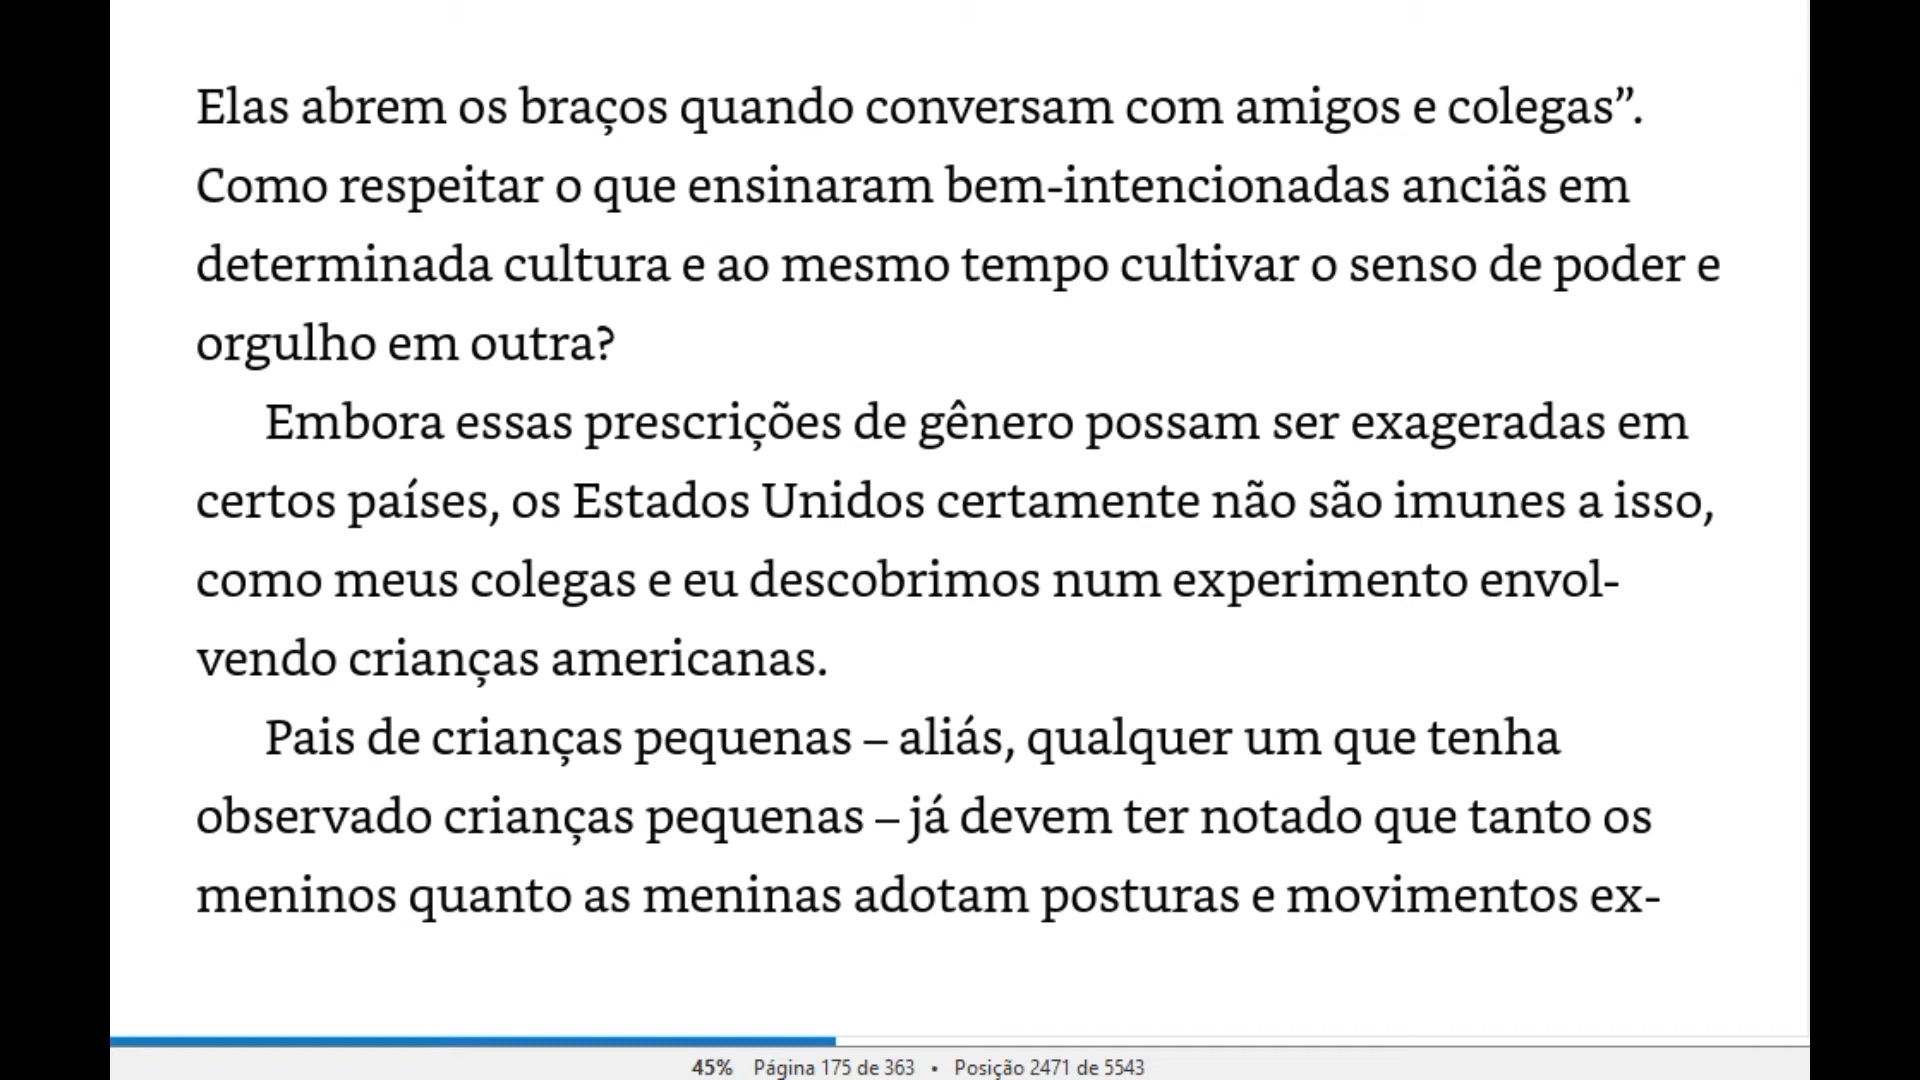 Elas abrem os braços quando conversam com amigos e colegas”.
Como respeitar o que ensinaram bem-intencionadas anciãs em
determinada cultura e ao mesmo tempo cultivar o senso de poder e
orgulho em outra?
Embora essas prescrições de gênero possam ser exageradas em
certos países, os Estados Unidos certamente não são imunes a isso,
como meus colegas e eu descobrimos num experimento envol-
vendo crianças americanas.
Pais de crianças pequenas – aliás, qualquer um que tenha
observado crianças pequenas – já devem ter notado que tanto os
meninos quanto as meninas adotam posturas e movimentos ex-
45% Página 175 de 363 • Posição 2471 de 5543